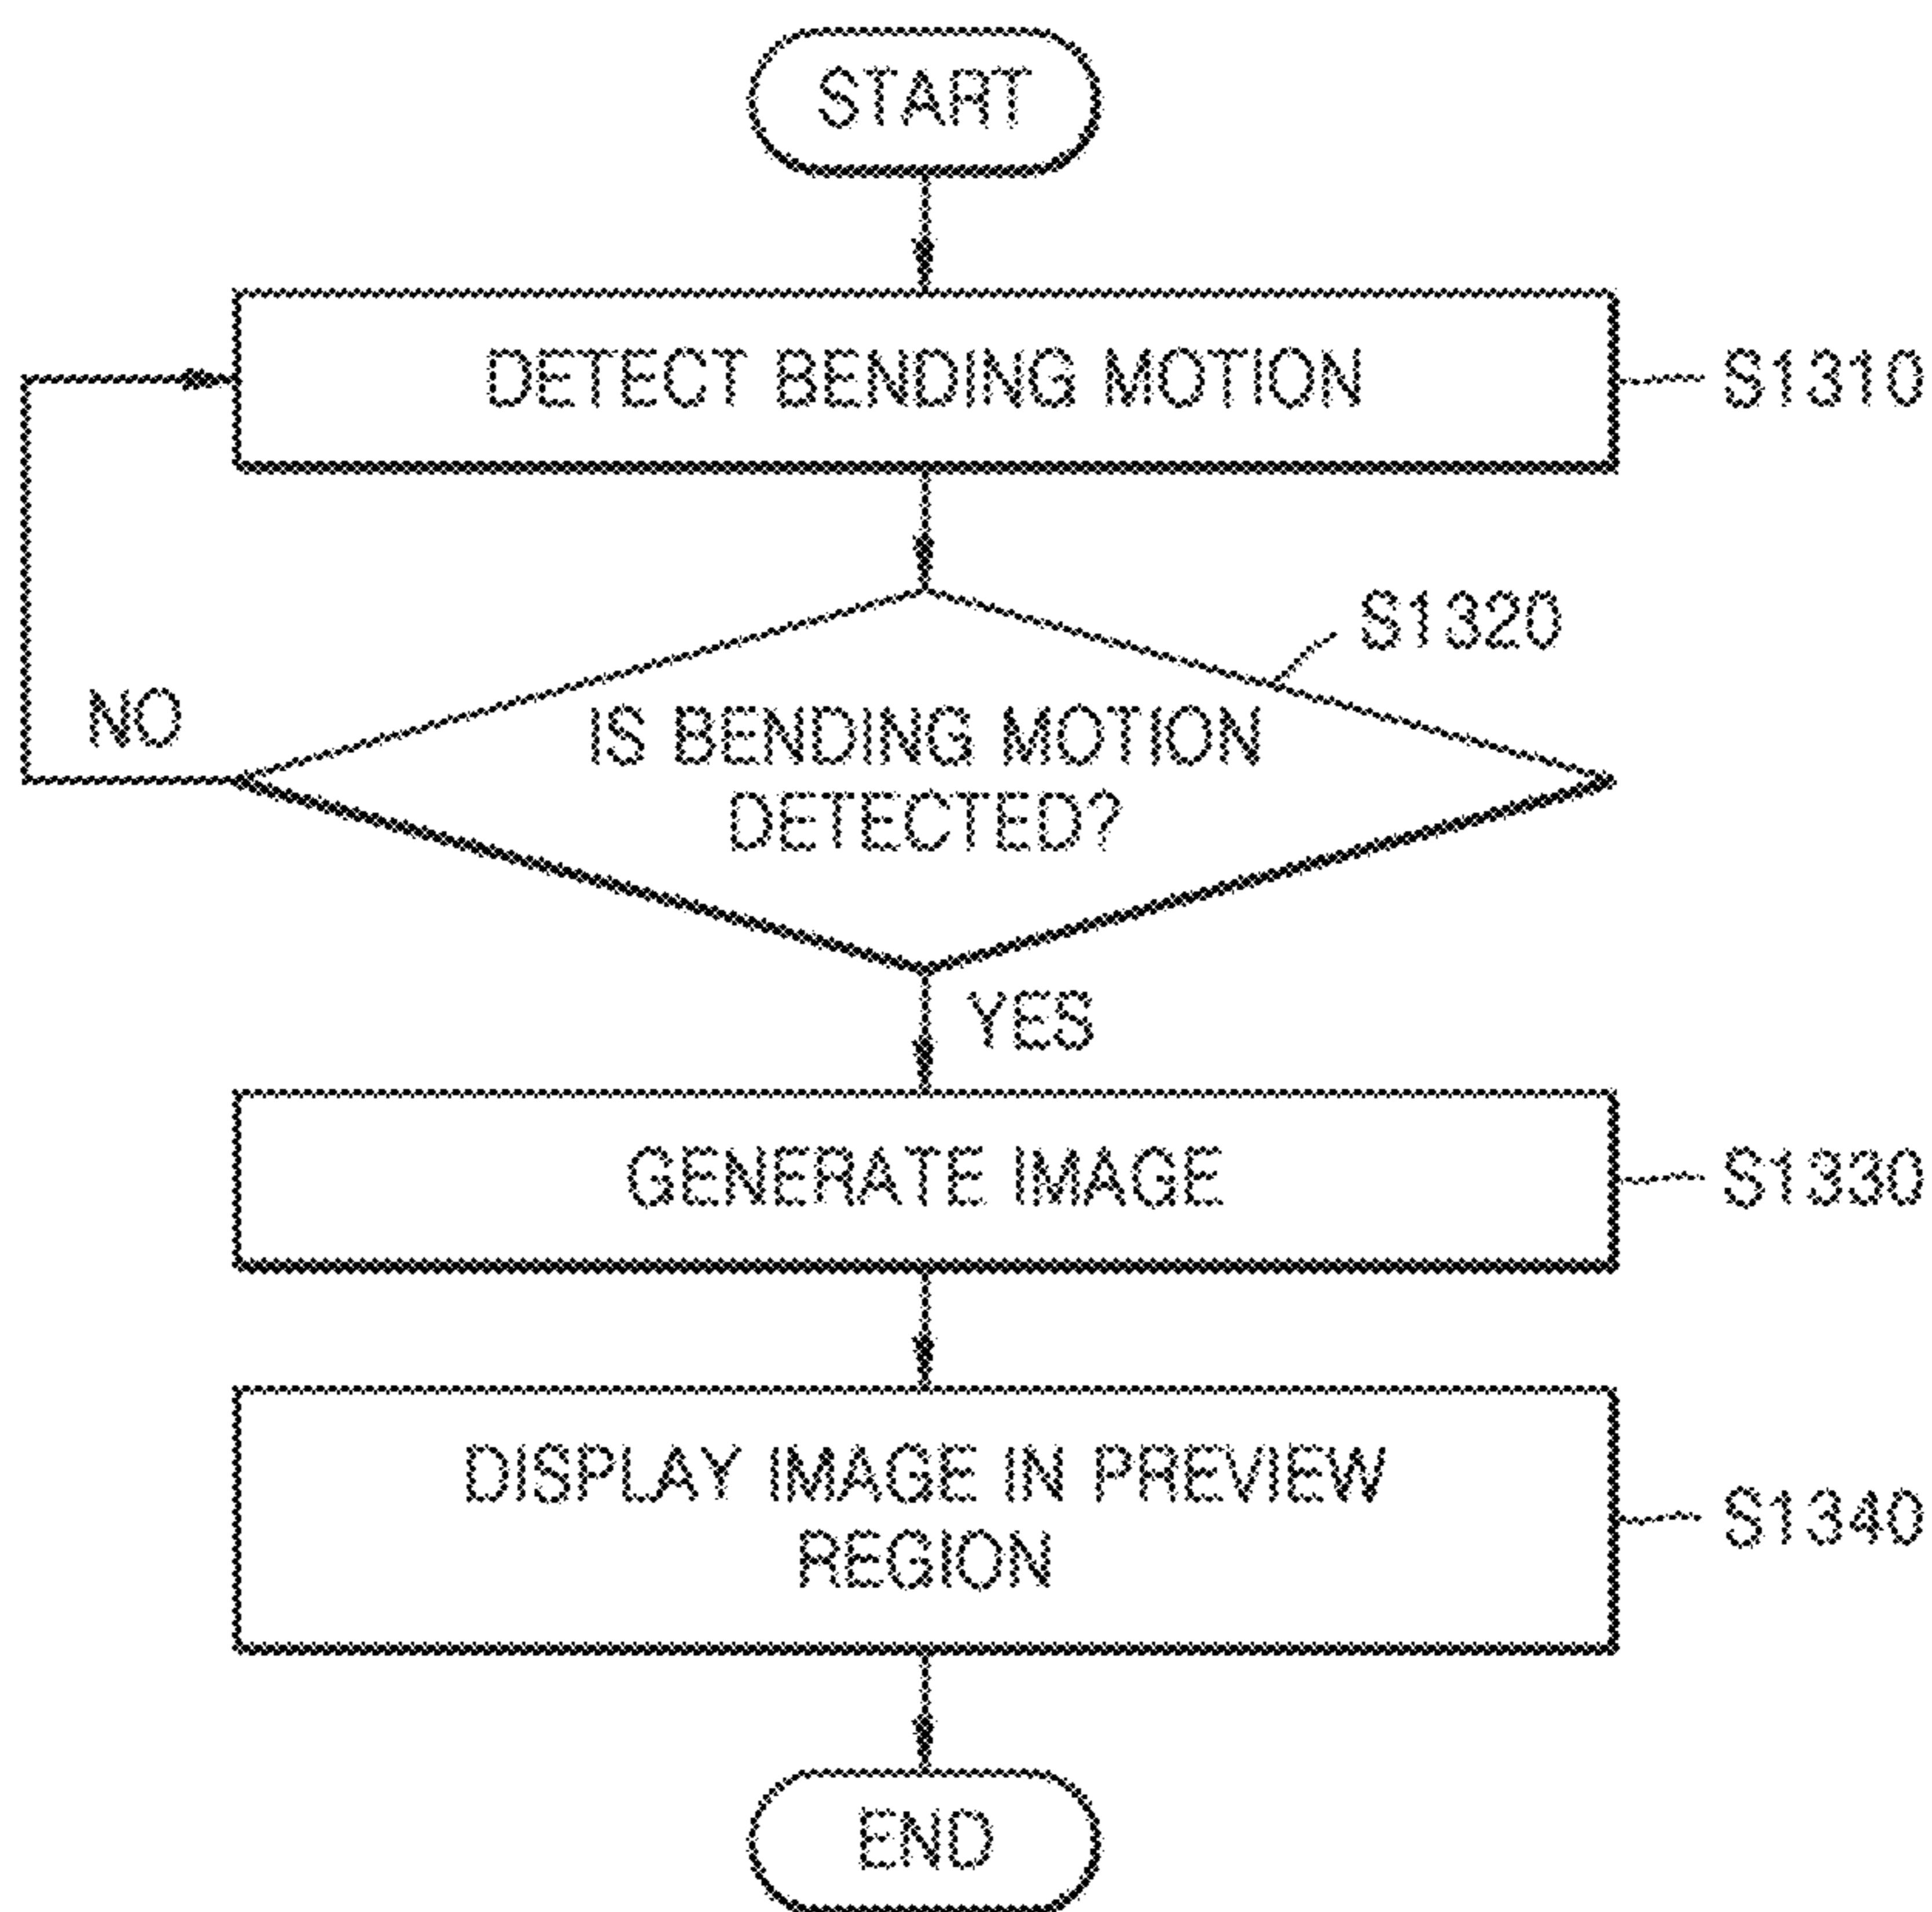 START
DETECT BENDING MOTION
S1310
S1320
NO
IS BENDING MOTION
DETECTED?
YES
GENERATE IMAGE
S1330
DISPLAY IMAGE IN PREVIEW
REGION
S1340
END